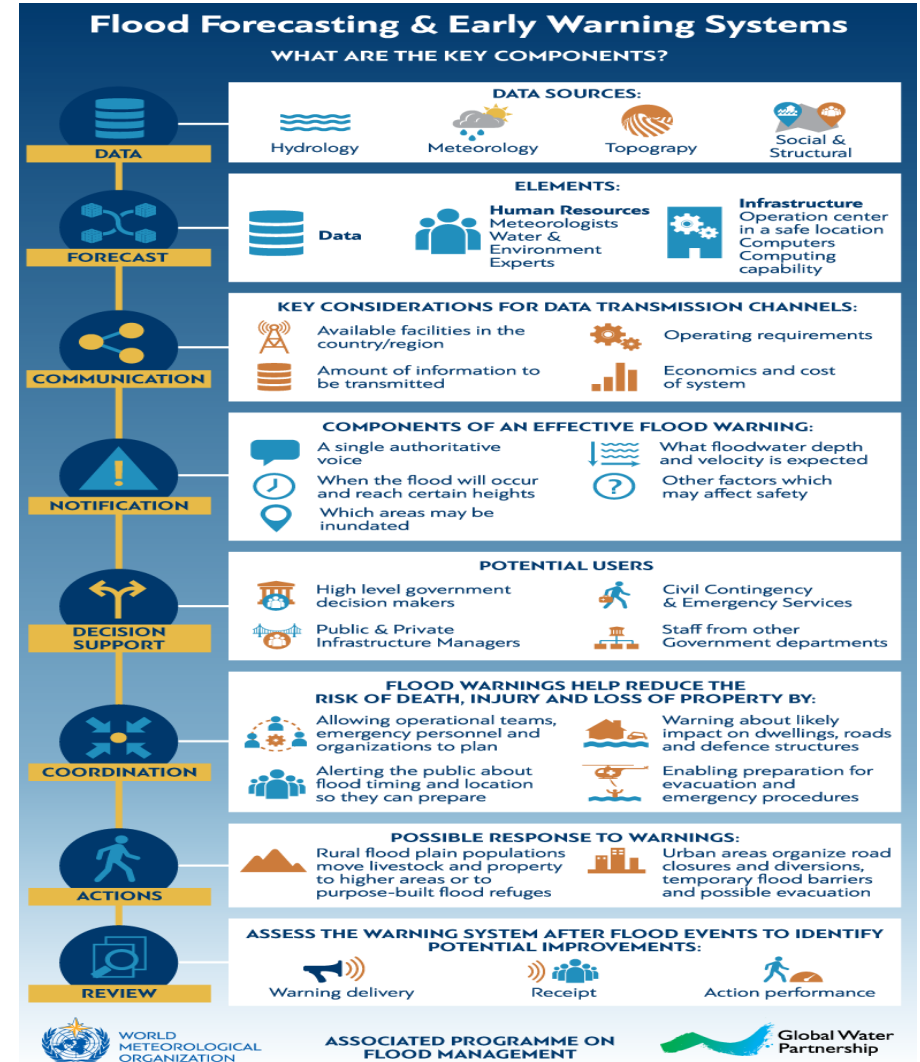 Flood Forecasting & Early Warning Systems
WHAT ARE THE KEY COMPONENTS?
DATA
DATA SOURCES:
Hydrology
Meteorology
Topograpy
Social &
Structural
FORECAST
ELEMENTS:
Data
Human Resources
Meteorologists
Water &
Environment
Experts
Infrastructure
Operation center
in a safe location
Computers
Computing
capability
COMMUNICATION
KEY CONSIDERATIONS FOR DATA TRANSMISSION CHANNELS:
Available facilities in the
country/region
Operating requirements
Amount of information to
be transmitted
Economics and cost
of system
NOTIFICATION
COMPONENTS OF AN EFFECTIVE FLOOD WARNING:
A single authoritative
voice
What floodwater depth
and velocity is expected
When the flood will occur
and reach certain heights
Other factors which
may affect safety
Which areas may be
inundated
DECISION
SUPPORT
POTENTIAL USERS
High level government
decision makers
Civil Contingency
& Emergency Services
Public & Private
Infrastructure Managers
Staff from other
Government departments
COORDINATION
FLOOD WARNINGS HELP REDUCE THE
RISK OF DEATH, INJURY AND LOSS OF PROPERTY BY:
Allowing operational teams,
emergency personnel and
organizations to plan
Warning about likely
impact on dwellings, roads
and defence structures
Alerting the public about
flood timing and location
so they can prepare
Enabling preparation for
evacuation and
emergency procedures
ACTIONS
POSSIBLE RESPONSE TO WARNINGS:
Rural flood plain populations
move livestock and property
to higher areas or to
purpose-built flood refuges
Urban areas organize road
closures and diversions,
temporary flood barriers
and possible evacuation
REVIEW
ASSESS THE WARNING SYSTEM AFTER FLOOD EVENTS TO IDENTIFY
POTENTIAL IMPROVEMENTS:
Warning delivery
Receipt
Action performance
WORLD
METEOROLOGICAL
ORGANIZATION
ASSOCIATED PROGRAMME ON
FLOOD MANAGEMENT
Global Water
Partnership